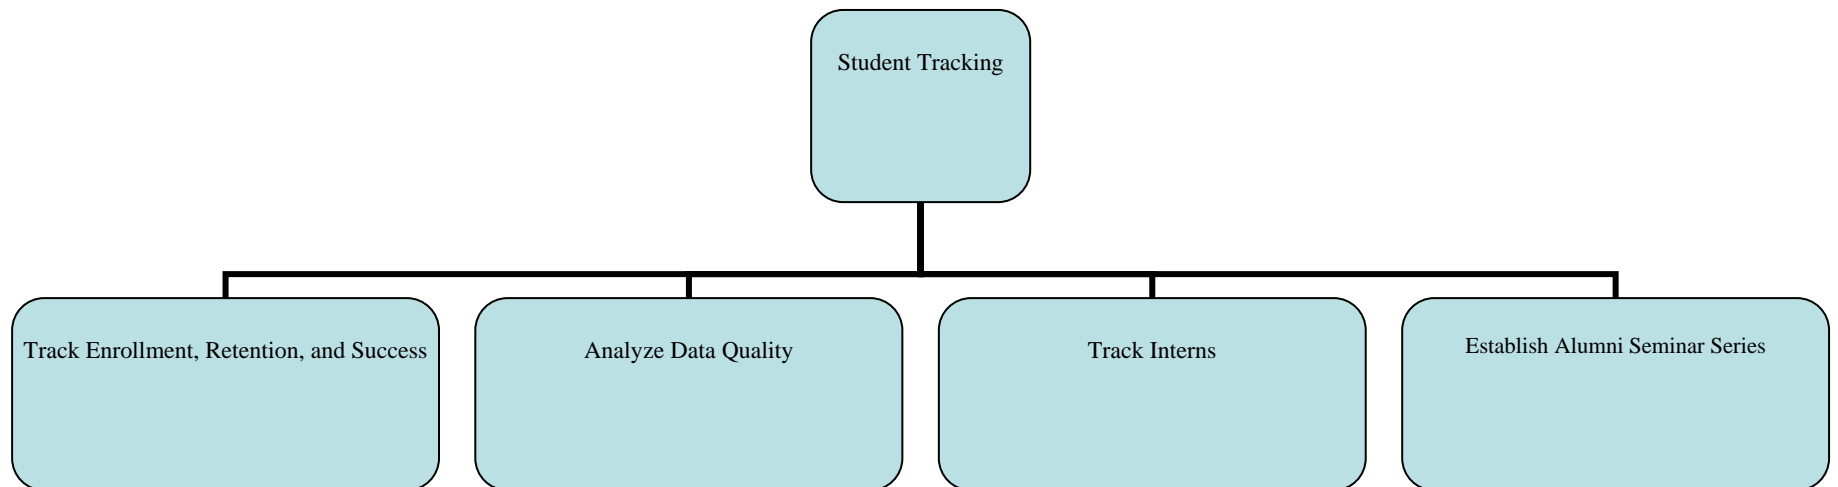 Student Tracking
Track Enrollment, Retention, and Success
Analyze Data Quality
Track Interns
Establish Alumni Seminar Series